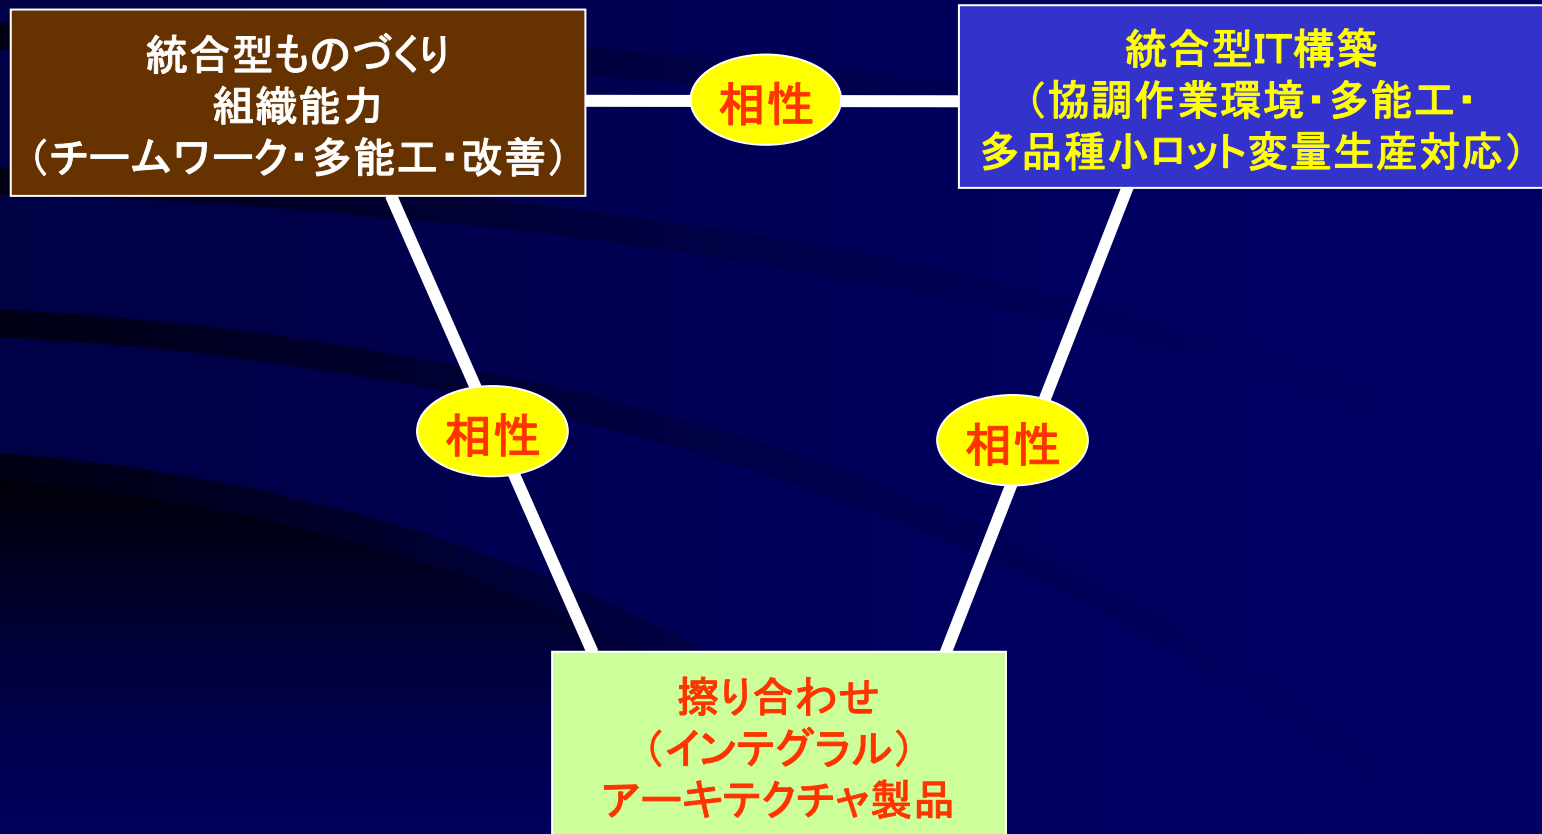 統合型ものづくり
組織能力
（チームワーク・多能工・改善）
相性
統合型IT構築
（協調作業環境・多能工・
多品種小ロット変量生産対応）
相性
相性
擦り合わせ
（インテグラル）
アーキテクチャ製品